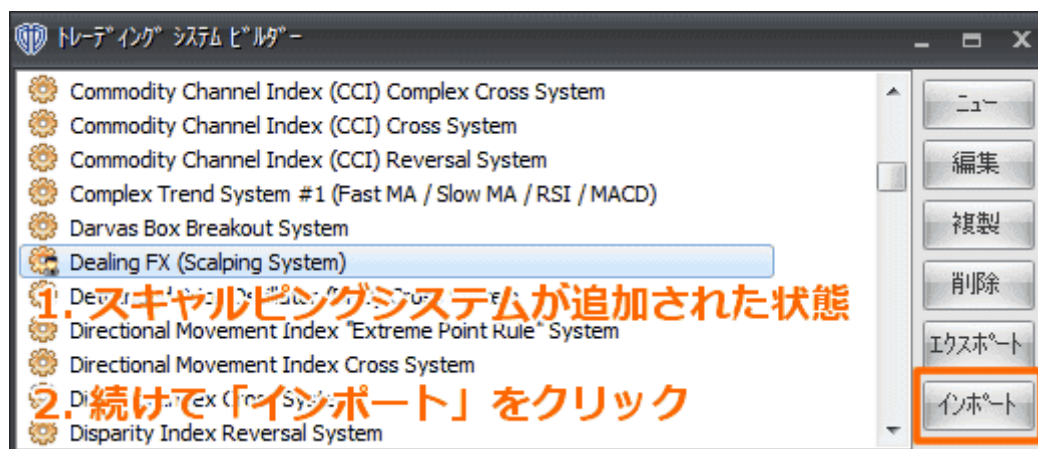 トレーディング システム ビルダー
Commodity Channel Index (CCI) Complex Cross System
Commodity Channel Index (CCI) Cross System
Commodity Channel Index (CCI) Reversal System
Complex Trend System #1 (Fast MA / Slow MA / RSI / MACD)
Darvas Box Breakout System
Dealing FX (Scalping System)
1. スキャルピングシステムが追加された状態
Directional Movement Index "Extreme Point Rule" System
Directional Movement Index Cross System
2. 続けて「インポート」をクリック
Disparity Index Reversal System
ニュー
編集
複製
削除
エクスポート
インポート